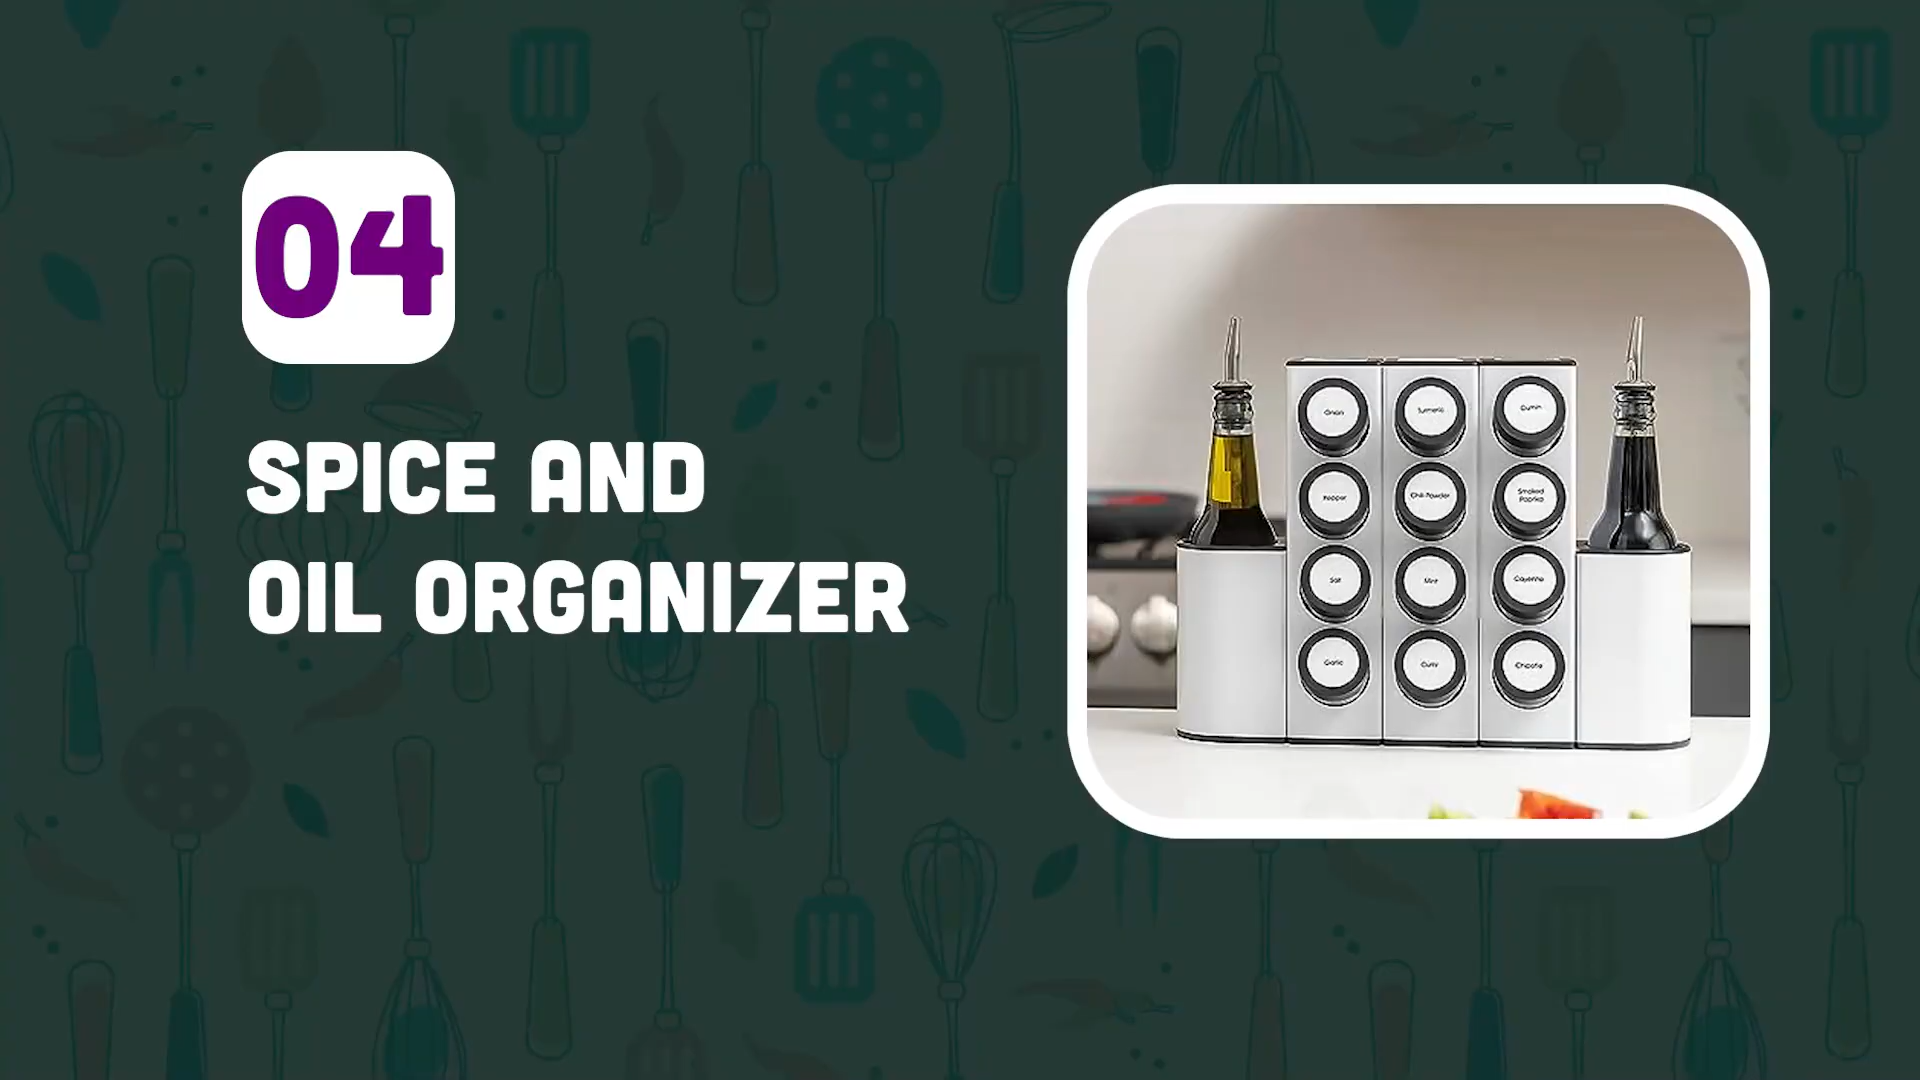 04
SPICE AND
OIL ORGANIZER
Onion
Turmeric
Cumin
Pepper
Chili Powder
Smoked
Paprika
Salt
Mint
Cayenne
Garlic
Curry
Chipotle